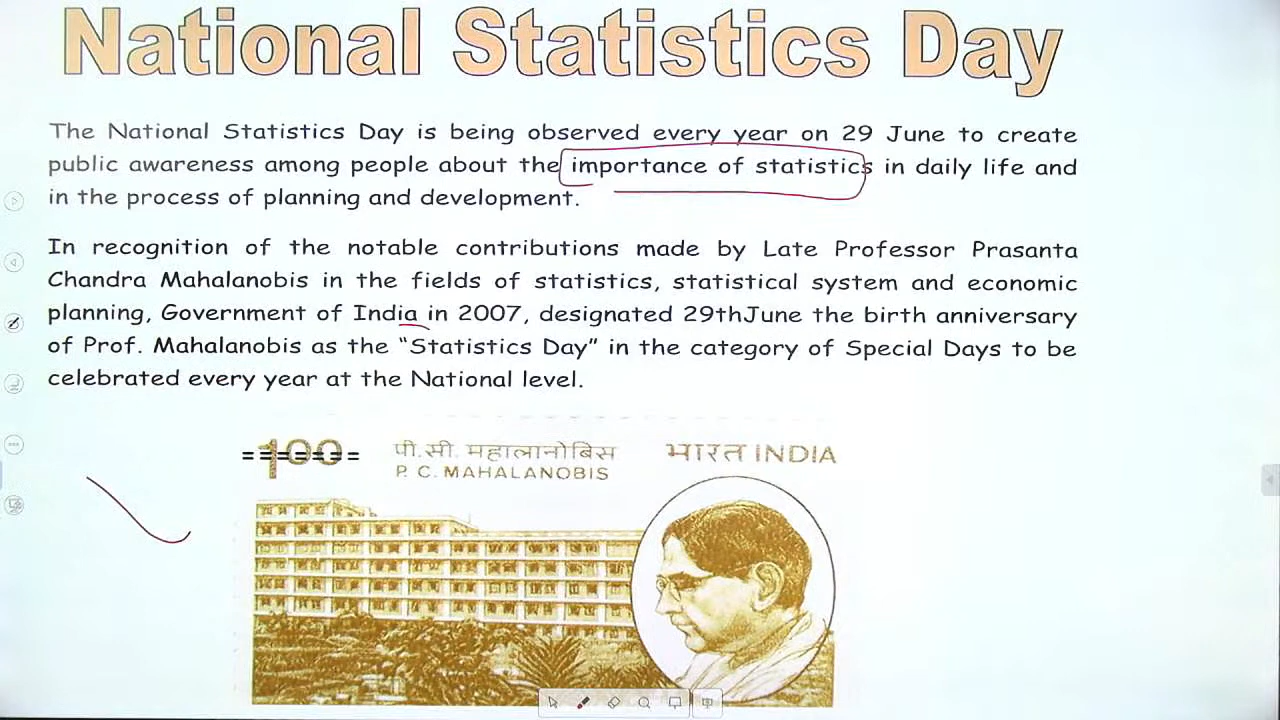 National Statistics Day
The National Statistics Day is being observed every year on 29 June to create
public awareness among people about the importance of statistics in daily life and
in the process of planning and development.
In recognition of the notable contributions made by Late Professor Prasanta
Chandra Mahalanobis in the fields of statistics, statistical system and economic
planning, Government of India in 2007, designated 29thJune the birth anniversary
of Prof. Mahalanobis as the “Statistics Day” in the category of Special Days to be
celebrated every year at the National level.
100 पी.सी. महालानोबिस भारत INDIA
P. C. MAHALANOBIS